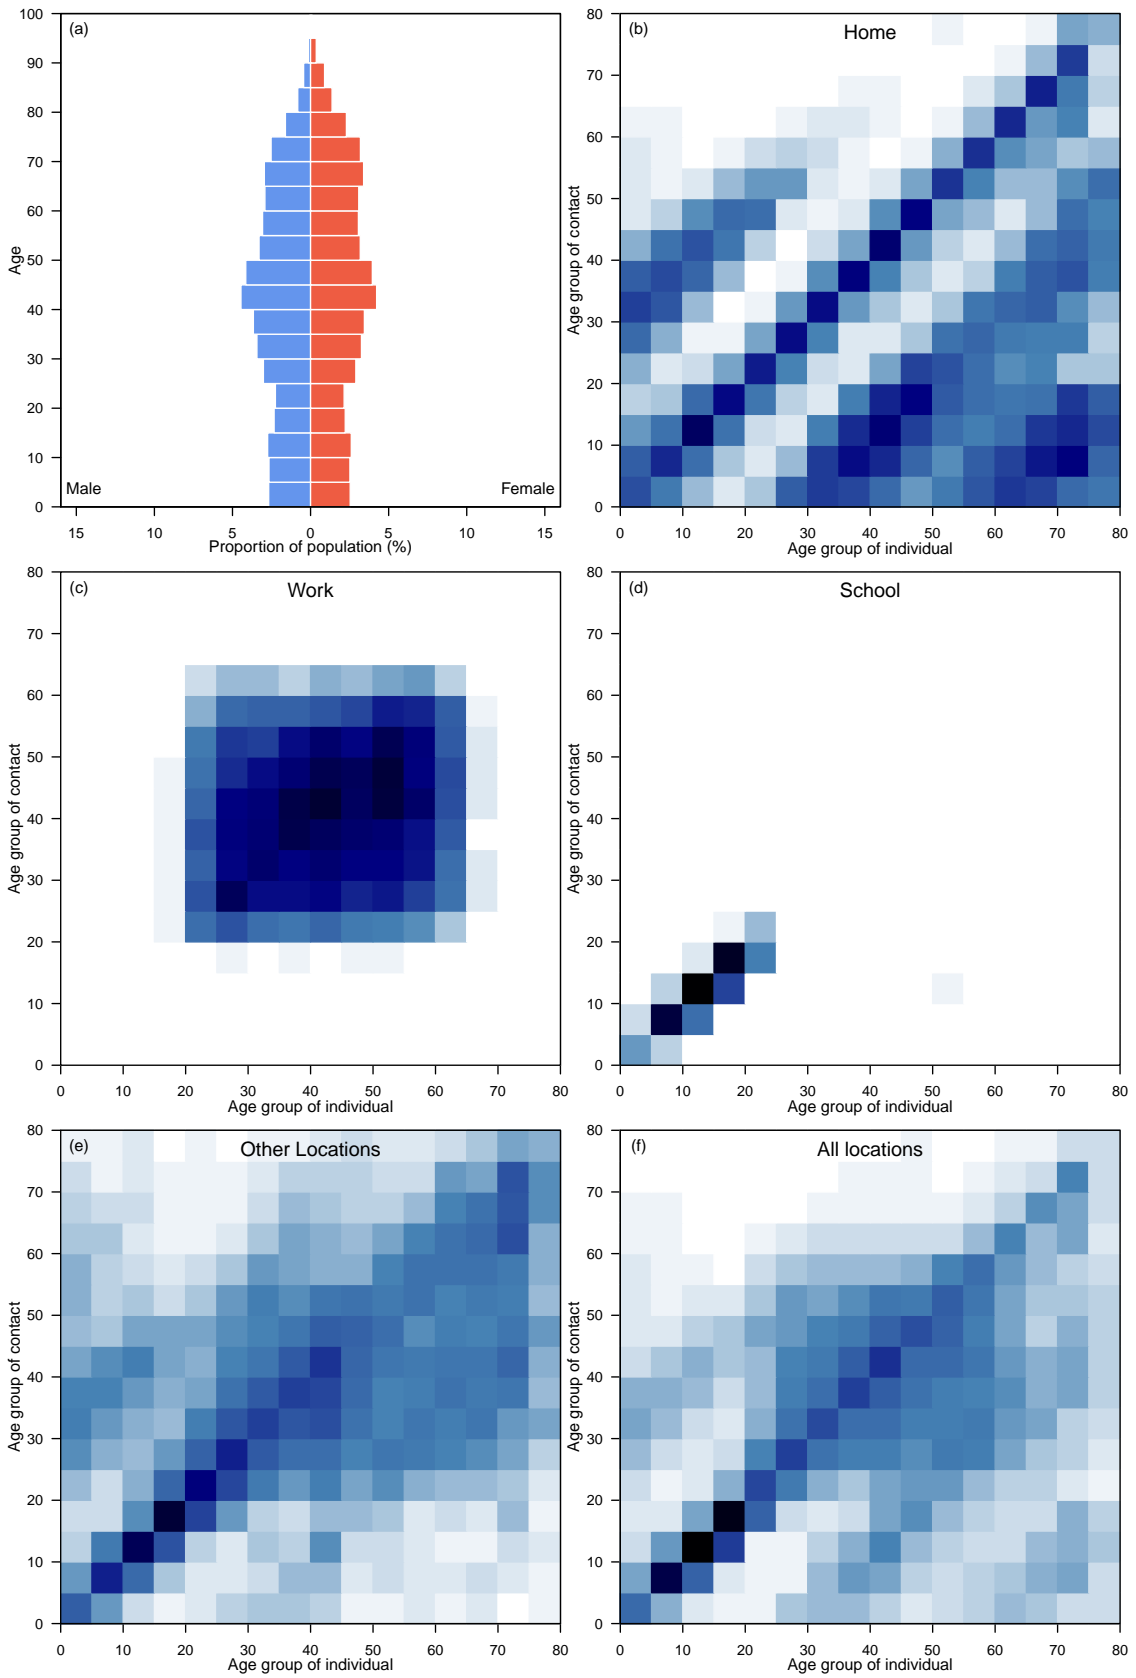 (a)
100
90
80
70
60
50
40
30
20
10
0
Age
Male
Female
15 10 5 0 5 10 15
Proportion of population (%)
(b)
Home
80
70
60
50
40
30
20
10
0
Age group of contact
0 10 20 30 40 50 60 70 80
Age group of individual
(c)
Work
80
70
60
50
40
30
20
10
0
Age group of contact
0 10 20 30 40 50 60 70 80
Age group of individual
(d)
School
80
70
60
50
40
30
20
10
0
Age group of contact
0 10 20 30 40 50 60 70 80
Age group of individual
(e)
Other Locations
80
70
60
50
40
30
20
10
0
Age group of contact
0 10 20 30 40 50 60 70 80
Age group of individual
(f)
All locations
80
70
60
50
40
30
20
10
0
Age group of contact
0 10 20 30 40 50 60 70 80
Age group of individual